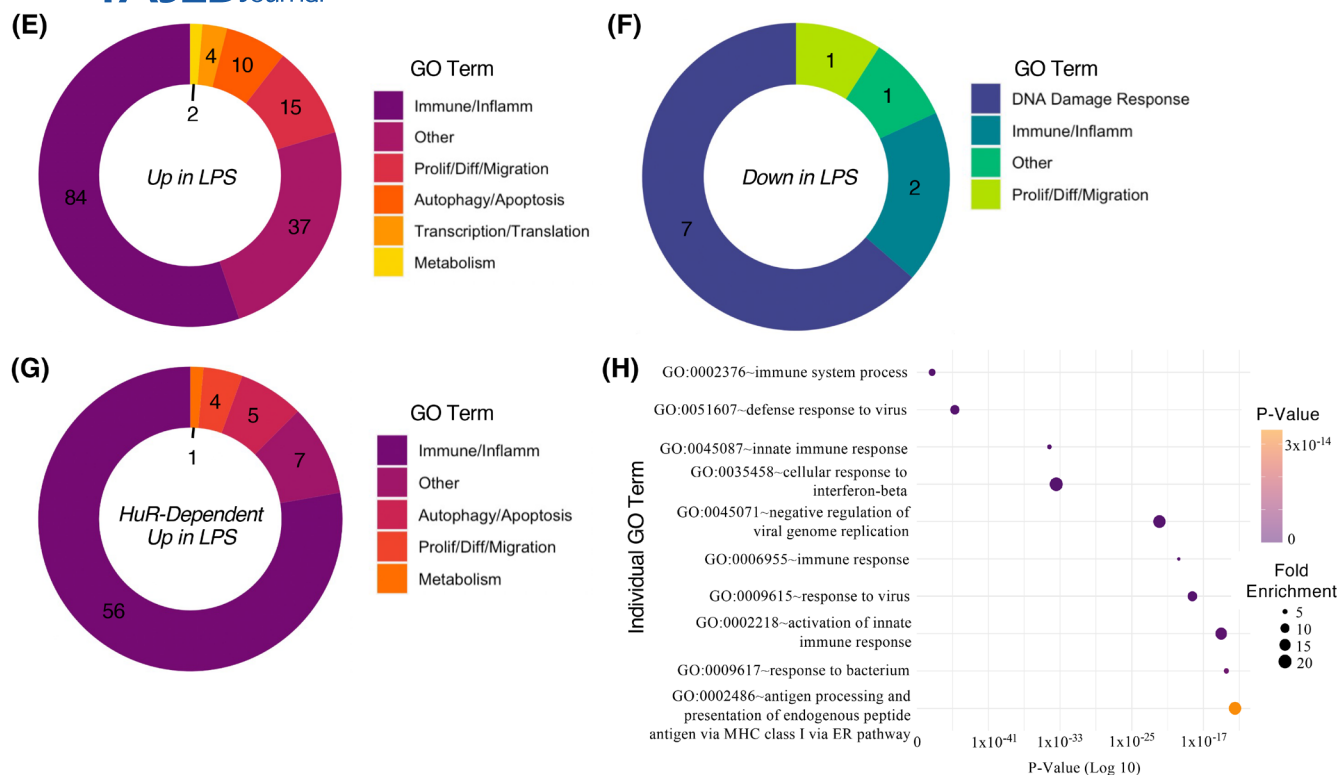 Journal
(E)
4
10
15
2
Up in LPS
84
37
GO Term
Immune/Inflamm
Other
Prolif/Diff/Migration
Autophagy/Apoptosis
Transcription/Translation
Metabolism
(F)
1
1
Down in LPS
2
7
GO Term
DNA Damage Response
Immune/Inflamm
Other
Prolif/Diff/Migration
(G)
4
5
1
7
HuR-Dependent
Up in LPS
56
GO Term
Immune/Inflamm
Other
Autophagy/Apoptosis
Prolif/Diff/Migration
Metabolism
(H)
Individual GO Term
GO:0002376~immune system process
GO:0051607~defense response to virus
GO:0045087~innate immune response
GO:0035458~cellular response to
interferon-beta
GO:0045071~negative regulation of
viral genome replication
GO:0006955~immune response
GO:0009615~response to virus
GO:0002218~activation of innate
immune response
GO:0009617~response to bacterium
GO:0002486~antigen processing and
presentation of endogenous peptide
antigen via MHC class I via ER pathway
0 1x10-41 1x10-33 1x10-25 1x10-17
P-Value (Log 10)
P-Value
3x10-14
0
Fold
Enrichment
5
10
15
20